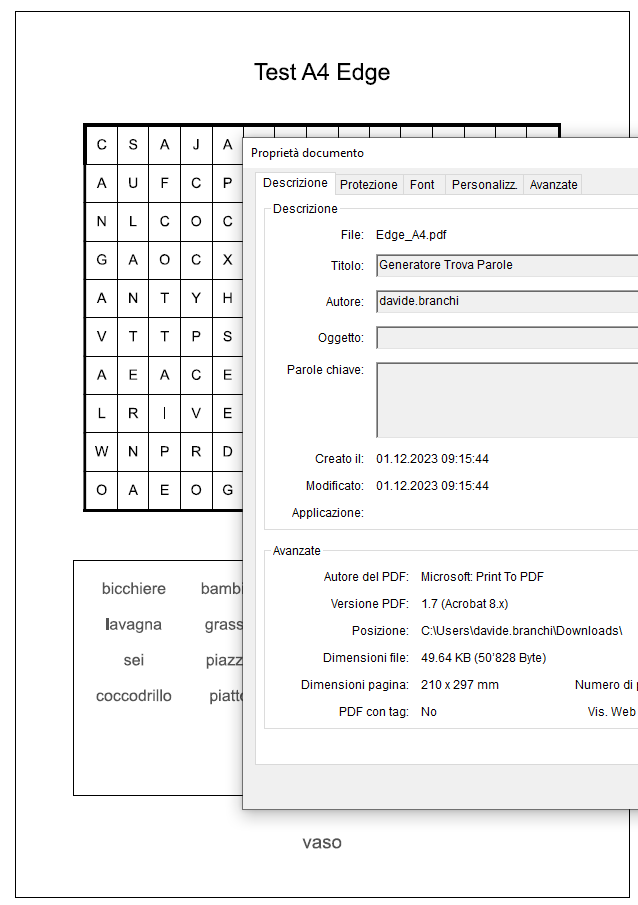 Test A4 Edge
C S A J A
A U F C P
N L C O C
G A O C X
A N T Y H
V T T P S
A E A C E
L R I V E
W N P R D
O A E O G
bicchiere
lavagna
sei
coccodrillo
vaso
Proprietà documento
Descrizione Protezione Font Personalizz. Avanzate
Descrizione
File: Edge_A4.pdf
Titolo: Generatore Trova Parole
Autore: davide.branchi
Oggetto:
Parole chiave:
Creato il: 01.12.2023 09:15:44
Modificato: 01.12.2023 09:15:44
Applicazione:
Avanzate
Autore del PDF: Microsoft: Print To PDF
Versione PDF: 1.7 (Acrobat 8.x)
Posizione: C:\Users\davide.branchi\Downloads\
Dimensioni file: 49.64 KB (50'828 Byte)
Dimensioni pagina: 210 x 297 mm Numero di
PDF con tag: No Vis. Web